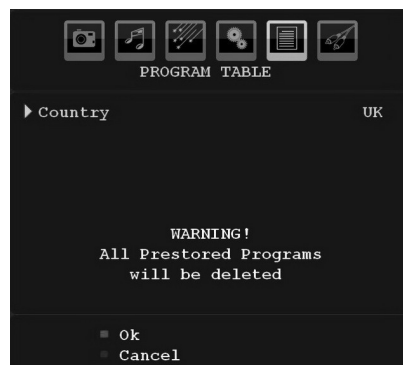 PROGRAM TABLE
Country UK
WARNING!
All Prestored Programs
will be deleted
Ok
Cancel